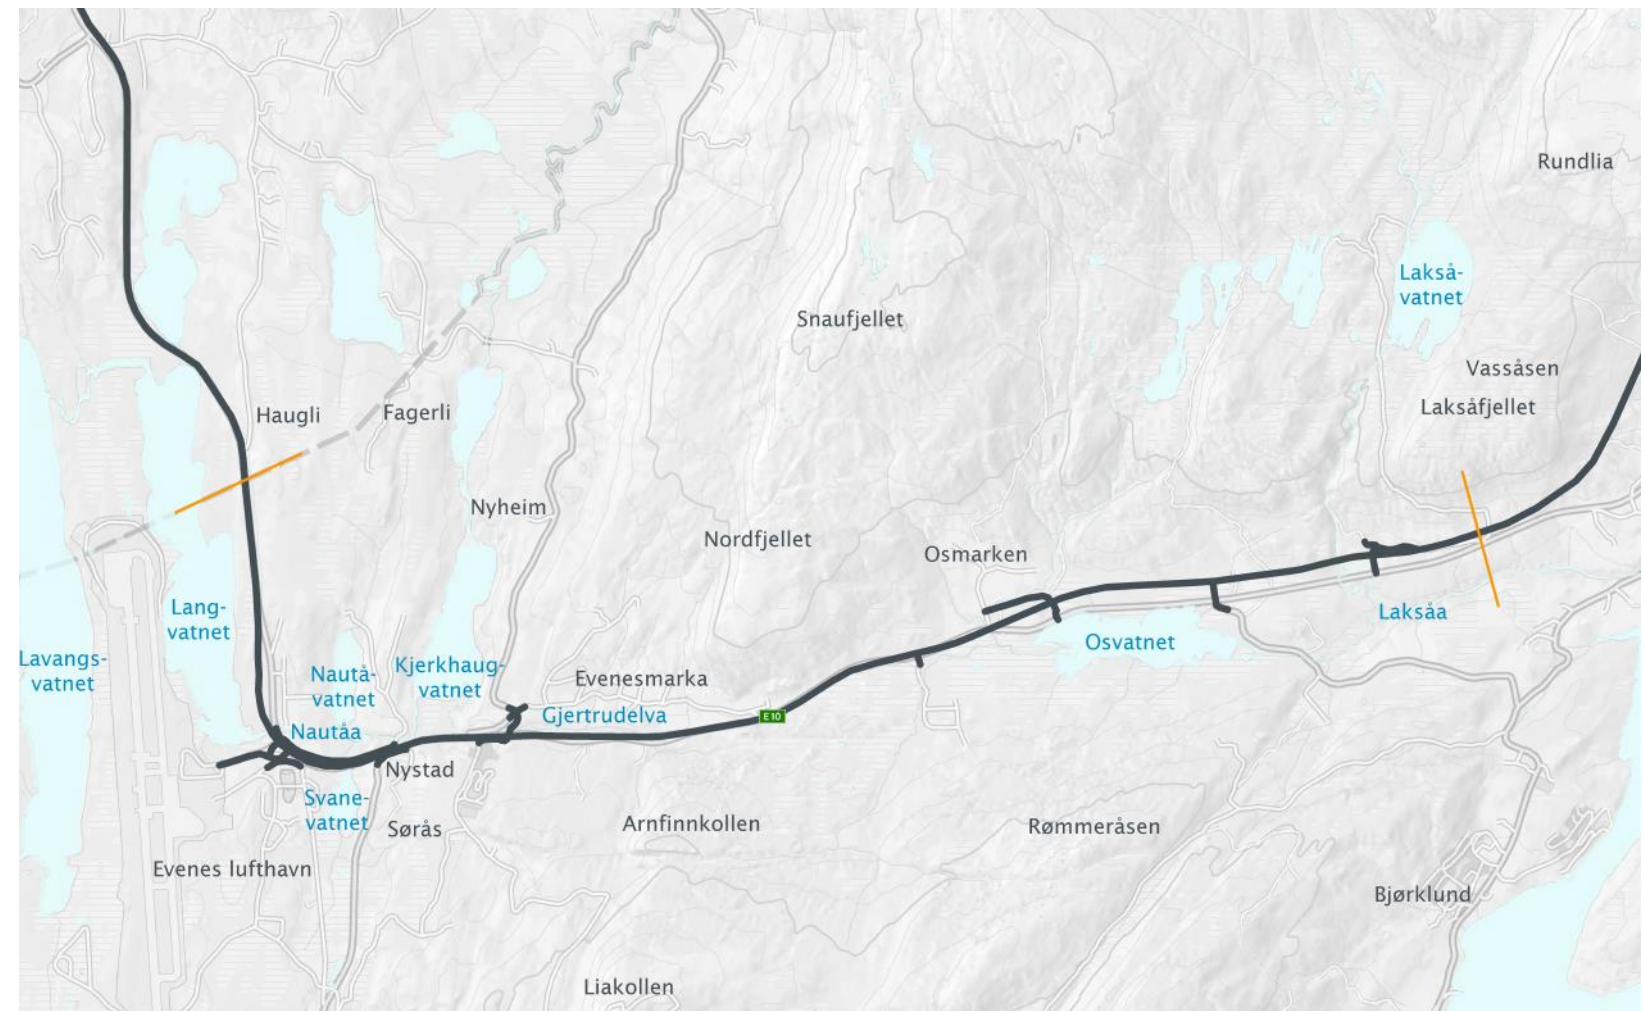 Rundlia
Lakså-
vatnet
Snaufjellet
Vassåsen
Laksåfjellet
Haugli
Fagerli
Nyheim
Nordfjellet
Osmarken
Lang-
vatnet
Laksåa
Osvatnet
Lavangs-
vatnet
Nautå-
vatnet
Kjerkhaug-
vatnet
Evenesmarka
Gjertrudelva
E10
Nautåa
Nystad
Svane-
vatnet
Sørås
Arnfinnkollen
Rømmeråsen
Evenes lufthavn
Bjørklund
Liakollen